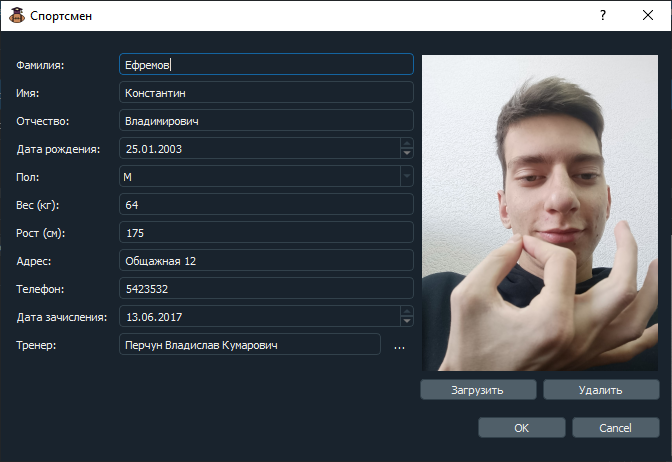 Спортсмен
Фамилия: Ефремов
Имя: Константин
Отчество: Владимирович
Дата рождения: 25.01.2003
Пол: М
Вес (кг): 64
Рост (см): 175
Адрес: Общажная 12
Телефон: 5423532
Дата зачисления: 13.06.2017
Тренер: Перчун Владислав Кумарович ...
Загрузить Удалить
OK Cancel